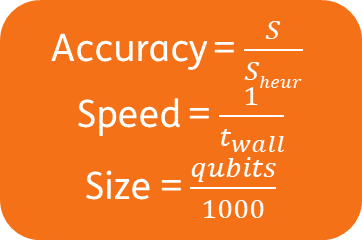 Accuracy = S / S_heur
Speed = 1 / t_wall
Size = qubits / 1000